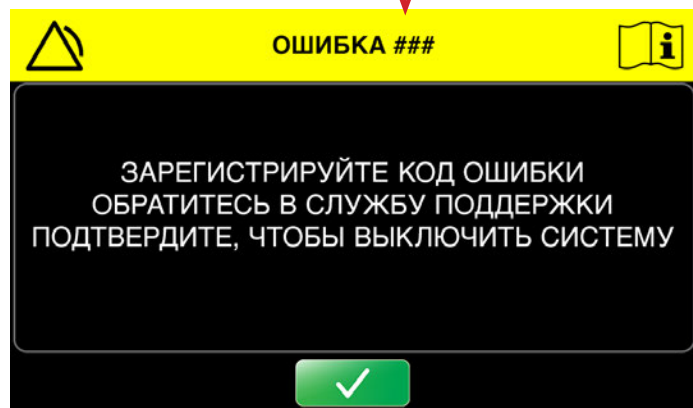 ОШИБКА ###
i
ЗАРЕГИСТРИРУЙТЕ КОД ОШИБКИ
ОБРАТИТЕСЬ В СЛУЖБУ ПОДДЕРЖКИ
ПОДТВЕРДИТЕ, ЧТОБЫ ВЫКЛЮЧИТЬ СИСТЕМУ